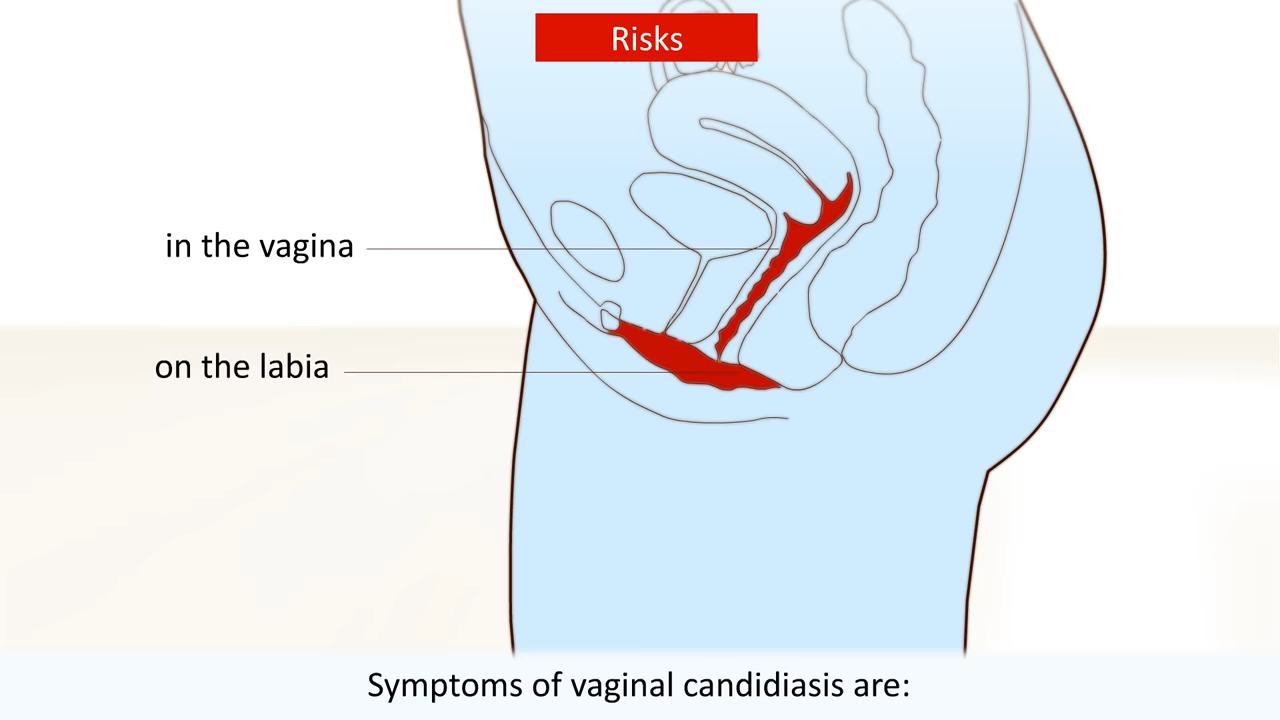 Risks
in the vagina
on the labia
Symptoms of vaginal candidiasis are: